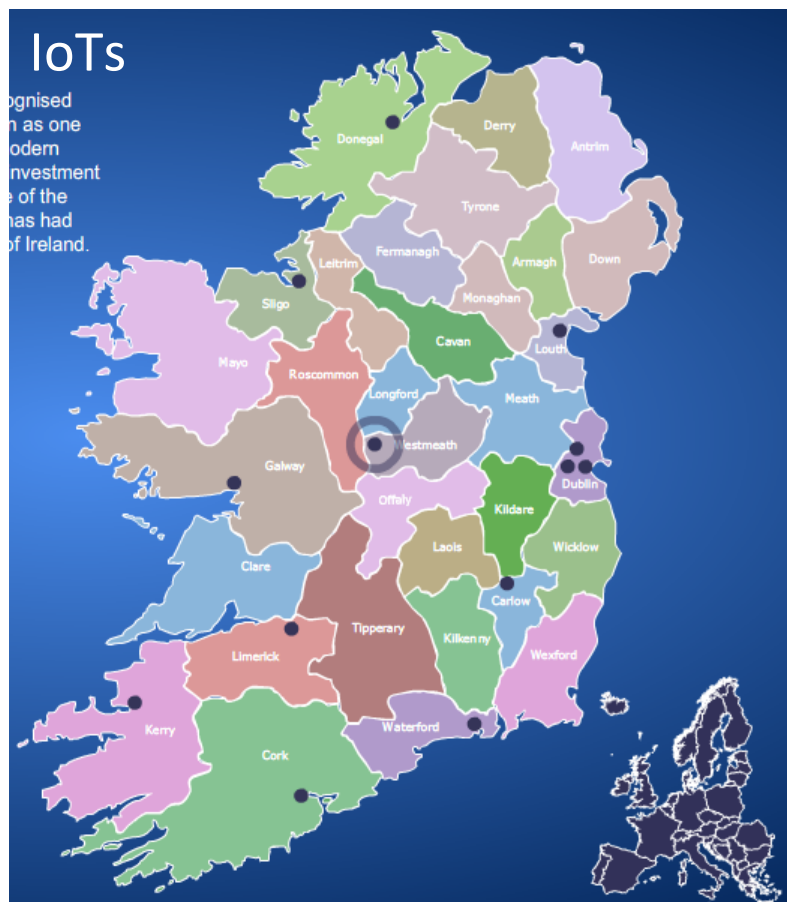 IoTs
ognised
n as one
odern
nvestment
e of the
has had
of Ireland.
Derry
Donegal
Antrim
Tyrone
Fermanagh
Leitrim
Armagh
Down
Monaghan
Sligo
Cavan
Louth
Mayo
Roscommon
Longford
Meath
Westmeath
Galway
Dublin
Offaly
Kildare
Laois
Wicklow
Clare
Carlow
Tipperary
Kilkenny
Limerick
Wexford
Waterford
Kerry
Cork